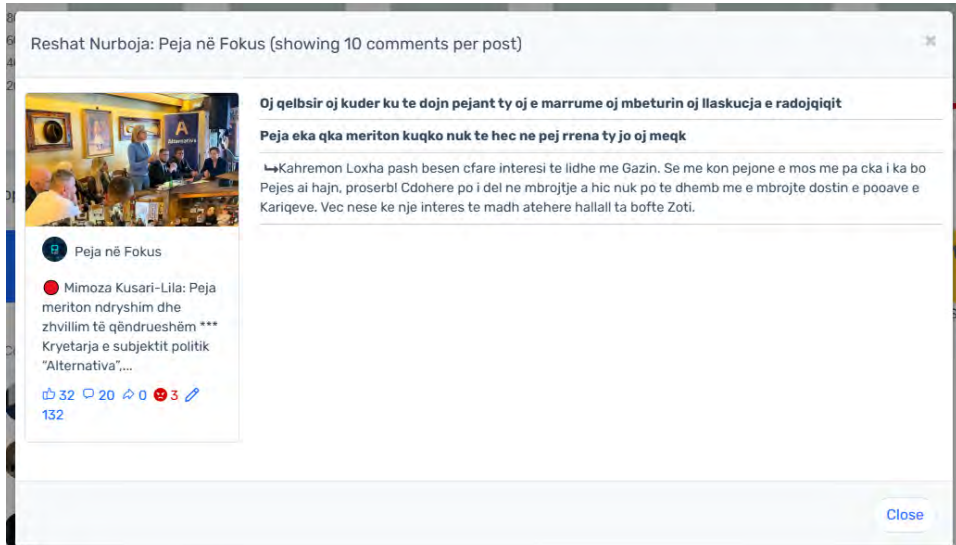 Reshat Nurboja: Peja në Fokus (showing 10 comments per post)
×
A
Alternativa
Oj qelbsir oj kuder ku te dojn pejant ty oj e marrume oj mbeturin oj llaskucja e radojqiqit
Peja eka qka meriton kuqko nuk te hec ne pej rrena ty jo oj meqk
↳Kahremon Loxha pash besen cfare interesi te lidhe me Gazin. Se me kon pejone e mos me pa cka i ka bo
Pejes ai hajn, proserb! Cdohere po i del ne mbrojtje a hic nuk po te dhemb me e mbrojte dostin e pooave e
Kariqeve. Vec nese ke nje interes te madh atehere hallall ta bofte Zoti.
Peja në Fokus
🔴 Mimoza Kusari-Lila: Peja
meriton ndryshim dhe
zhvillim të qëndrueshëm ***
Kryetarja e subjektit politik
"Alternativa",...
32 20 0 3
132
Close